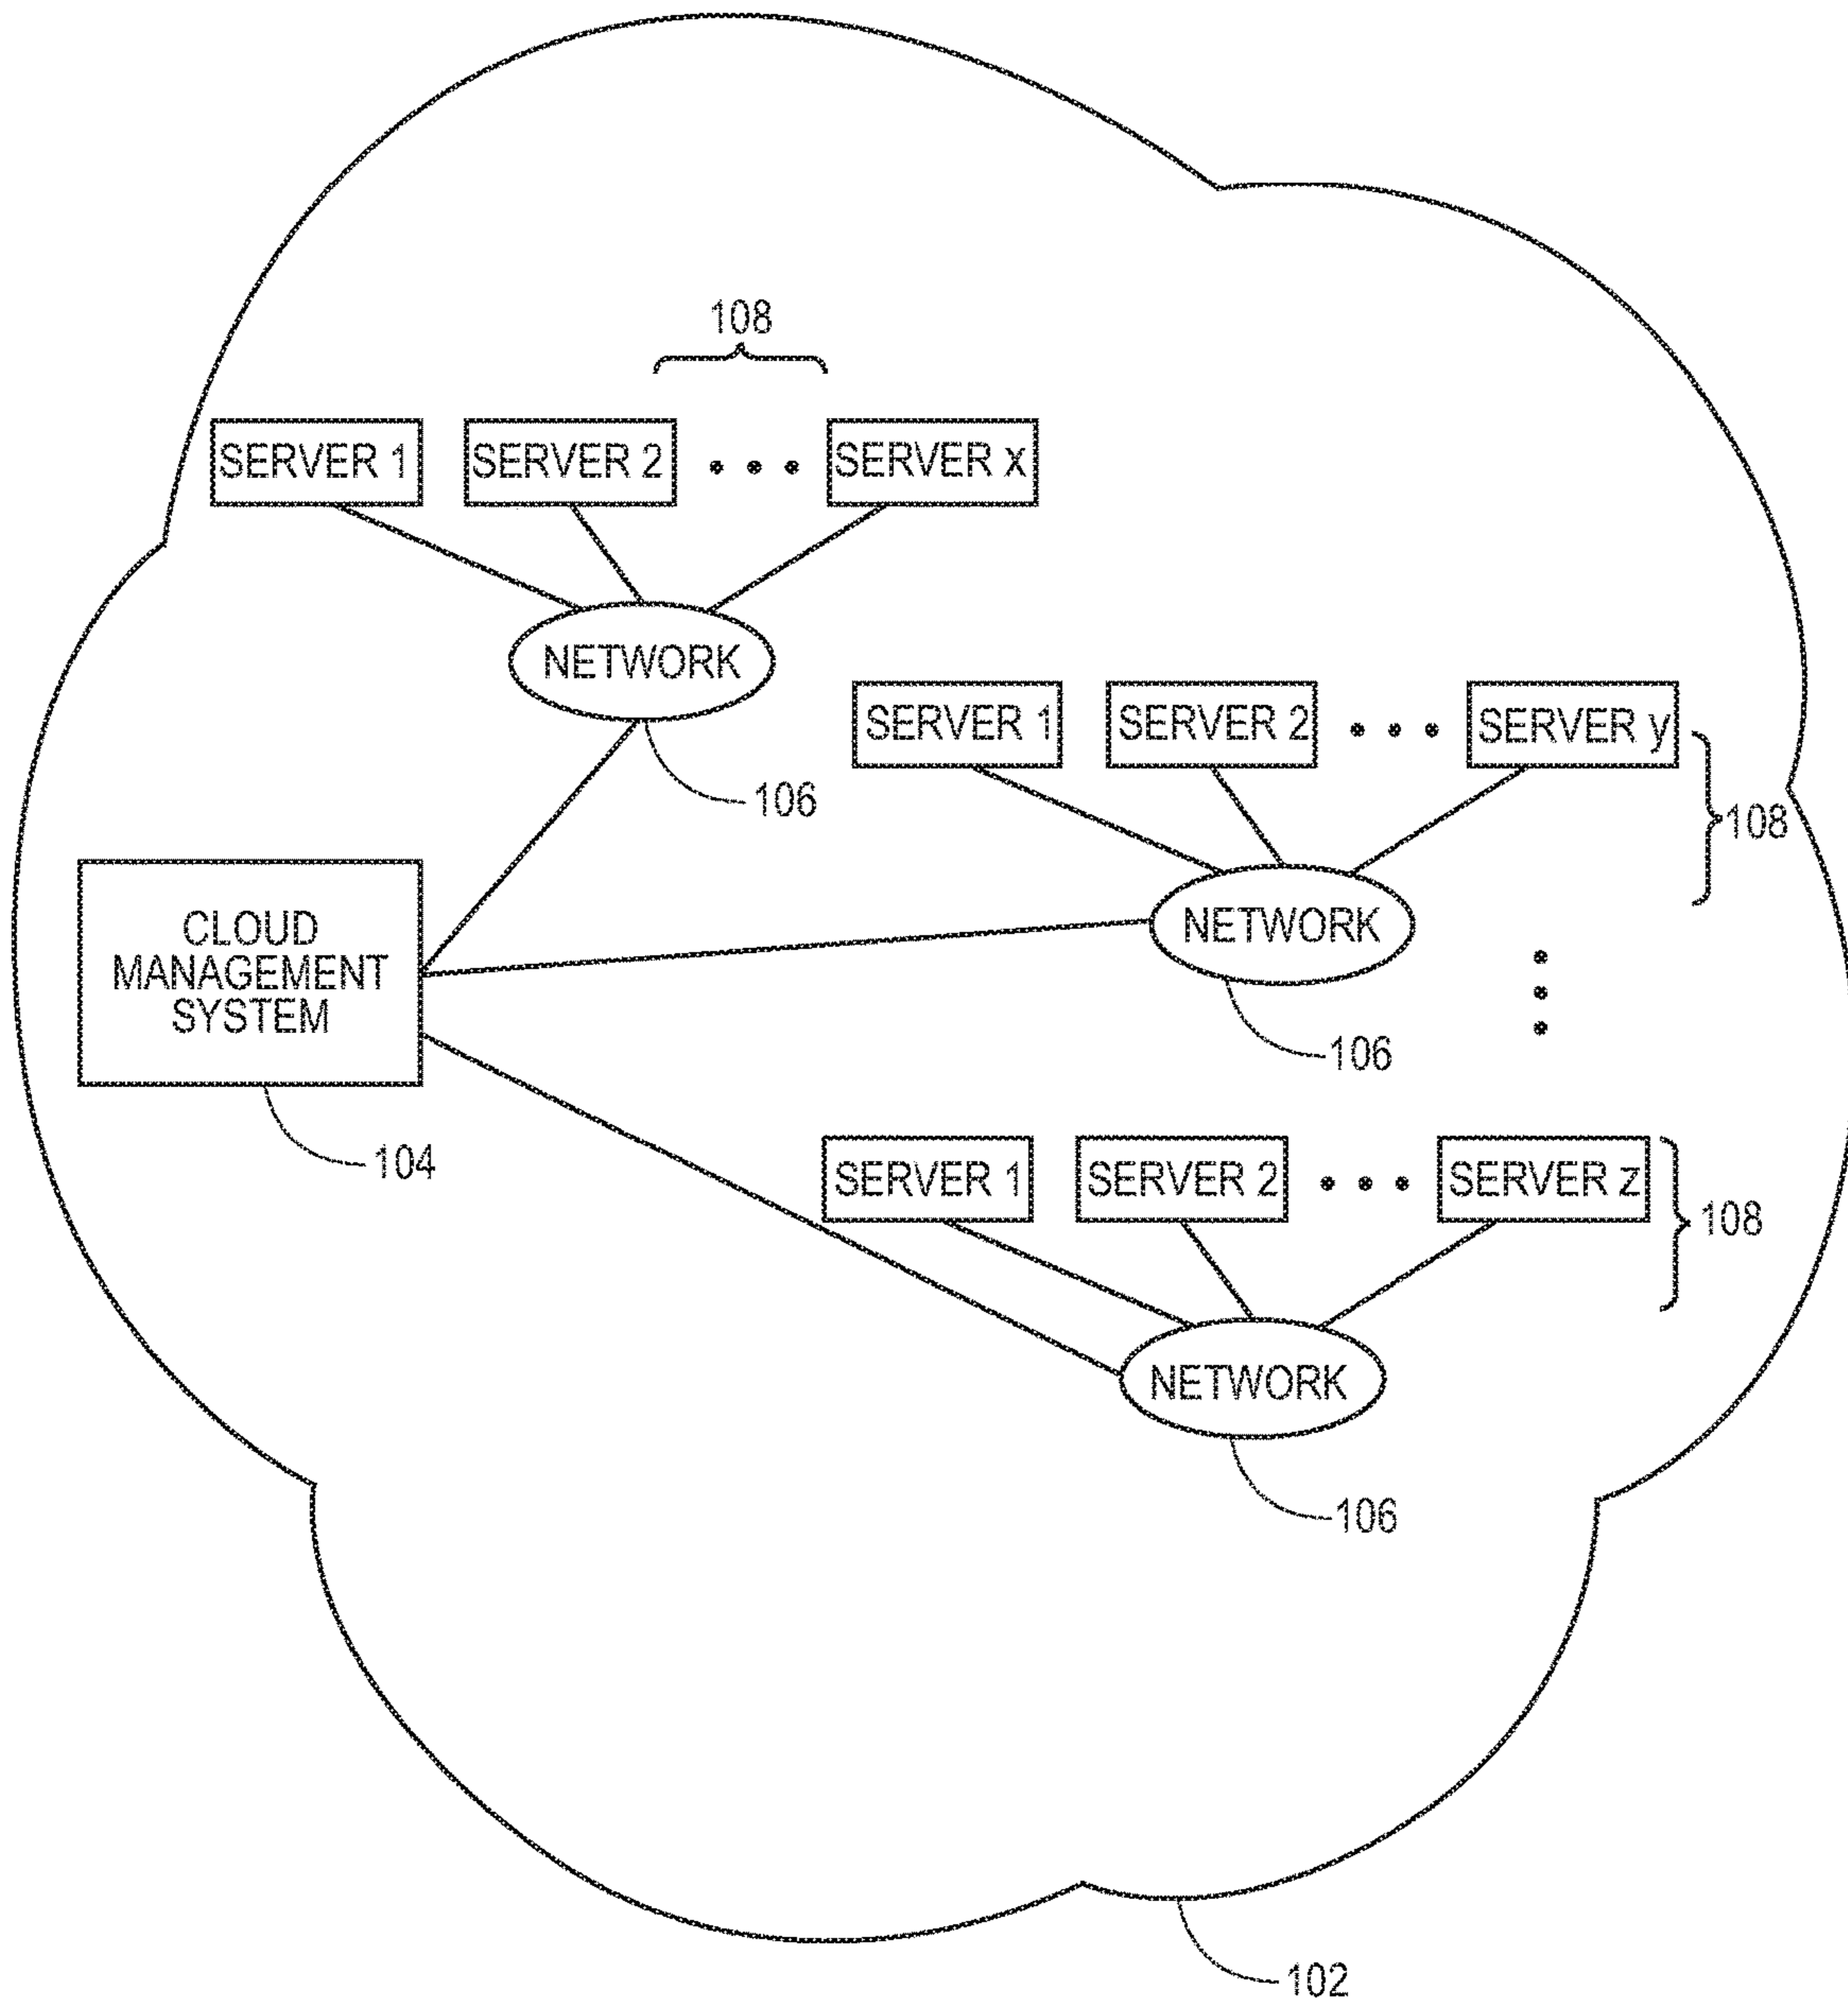 108
SERVER 1
SERVER 2
SERVER x
NETWORK
106
SERVER 1
SERVER 2
SERVER y
108
NETWORK
106
CLOUD
MANAGEMENT
SYSTEM
104
SERVER 1
SERVER 2
SERVER z
108
NETWORK
106
102